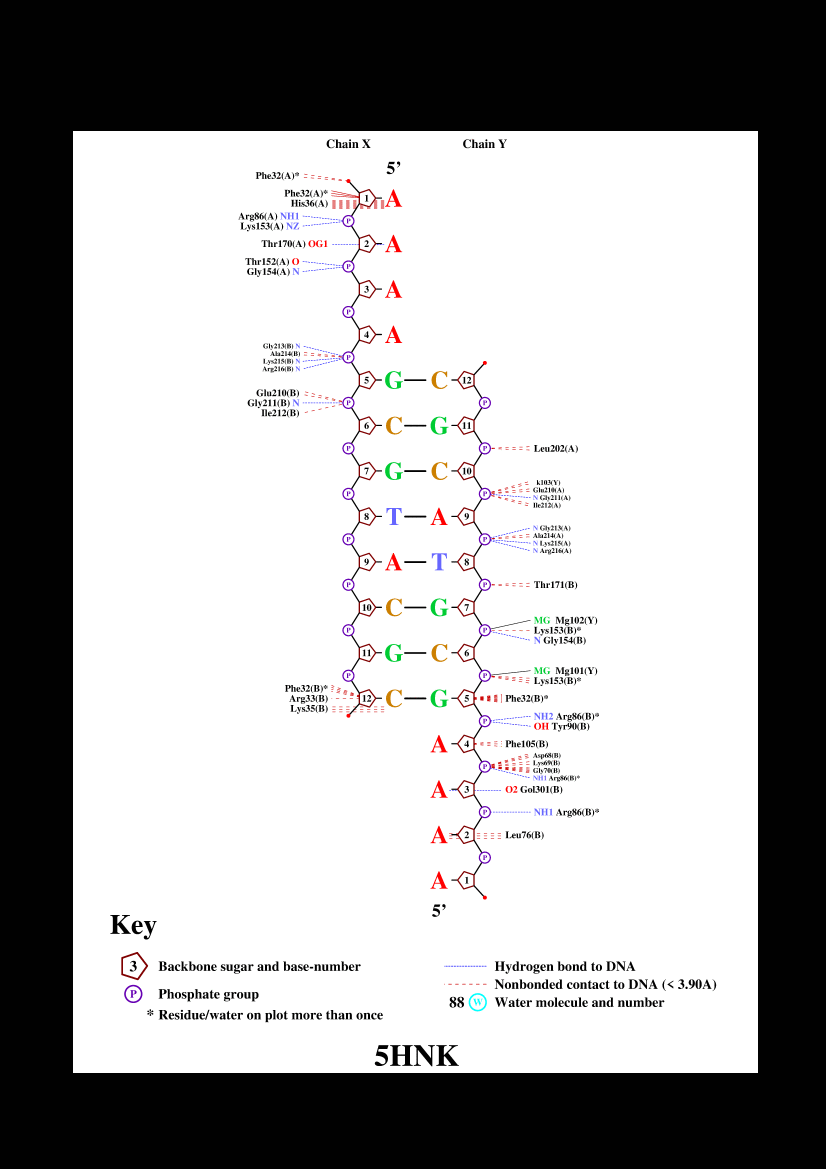 Chain X Chain Y
5’
Phe32(A)*
Phe32(A)*
1 A
His36(A)
Arg86(A) NH1
P
Lys153(A) NZ
Thr170(A) OG1 2 A
Thr152(A) O
P
Gly154(A) N
3 A
P
4 A
Gly213(B) N
Ala214(B)
P
Lys215(B) N
Arg216(B) N
5 G C 12
Glu210(B)
Gly211(B) N P P
Ile212(B)
6 C G 11
P P Leu202(A)
7 G C 10
k103(Y)
Glu210(A)
P P
N Gly211(A)
Ile212(A)
8 T A 9
N Gly213(A)
Ala214(A)
P P
N Lys215(A)
N Arg216(A)
9 A T 8
P P Thr171(B)
10 C G 7
MG Mg102(Y)
P P Lys153(B)*
N Gly154(B)
11 G C 6
MG Mg101(Y)
P P
Lys153(B)*
Phe32(B)*
Arg33(B) 12 C G 5 Phe32(B)*
Lys35(B)
NH2 Arg86(B)*
P
OH Tyr90(B)
A 4 Phe105(B)
Asp68(B)
Lys69(B)
P
Gly70(B)
NH1 Arg86(B)*
A 3 O2 Gol301(B)
P NH1 Arg86(B)*
A 2 Leu76(B)
P
A 1
5’
Key
3 Backbone sugar and base-number
Hydrogen bond to DNA
Nonbonded contact to DNA (< 3.90A)
P Phosphate group
88 W Water molecule and number
* Residue/water on plot more than once
5HNK